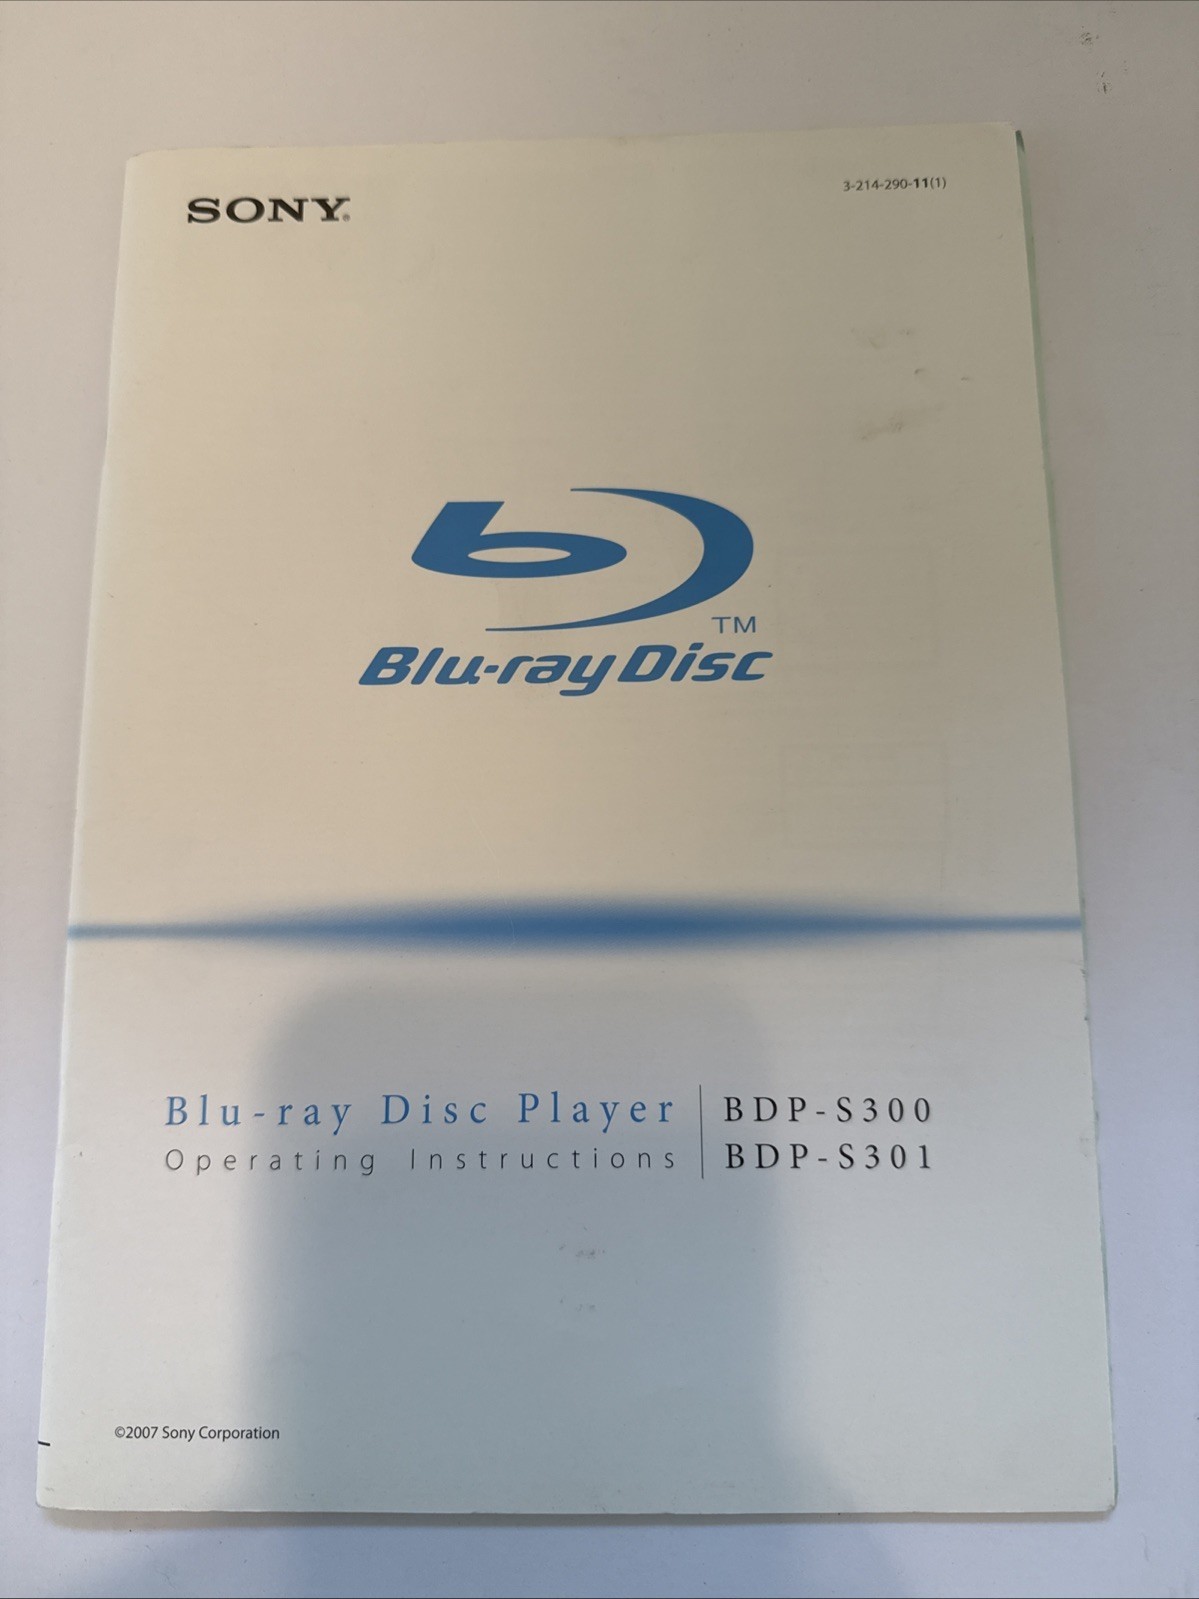 SONY®
3-214-290-11(1)
TM
Blu-ray Disc
Blu-ray Disc Player
Operating Instructions
BDP-S300
BDP-S301
©2007 Sony Corporation